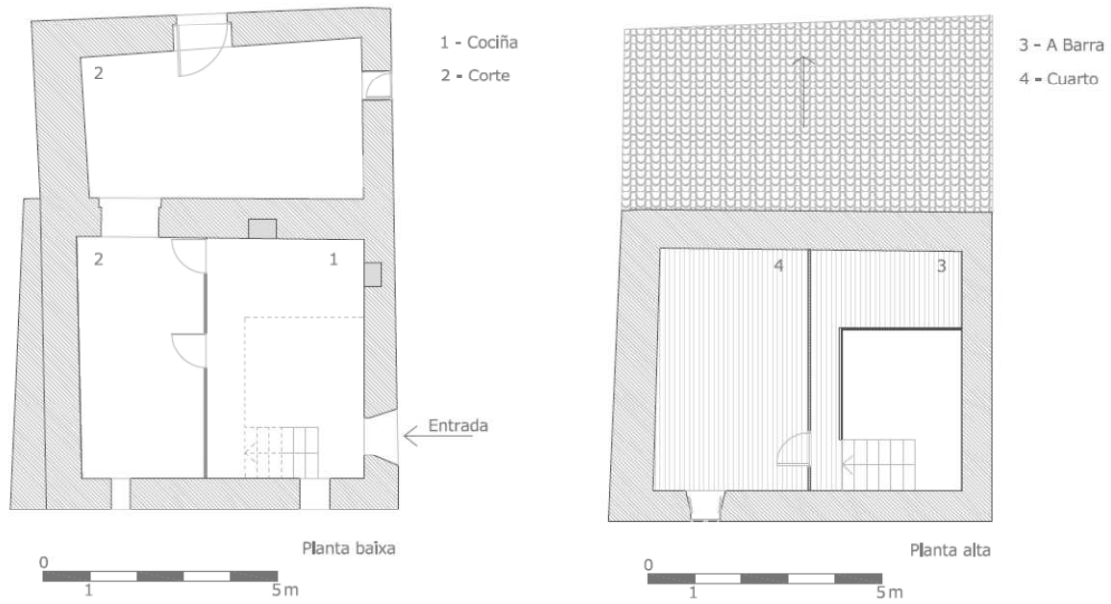 1 - Cociña
2 - Corte
2
2
1
Entrada
Planta baixa
0
1
5 m
3 - A Barra
4 - Cuarto
4
3
Planta alta
0
1
5 m